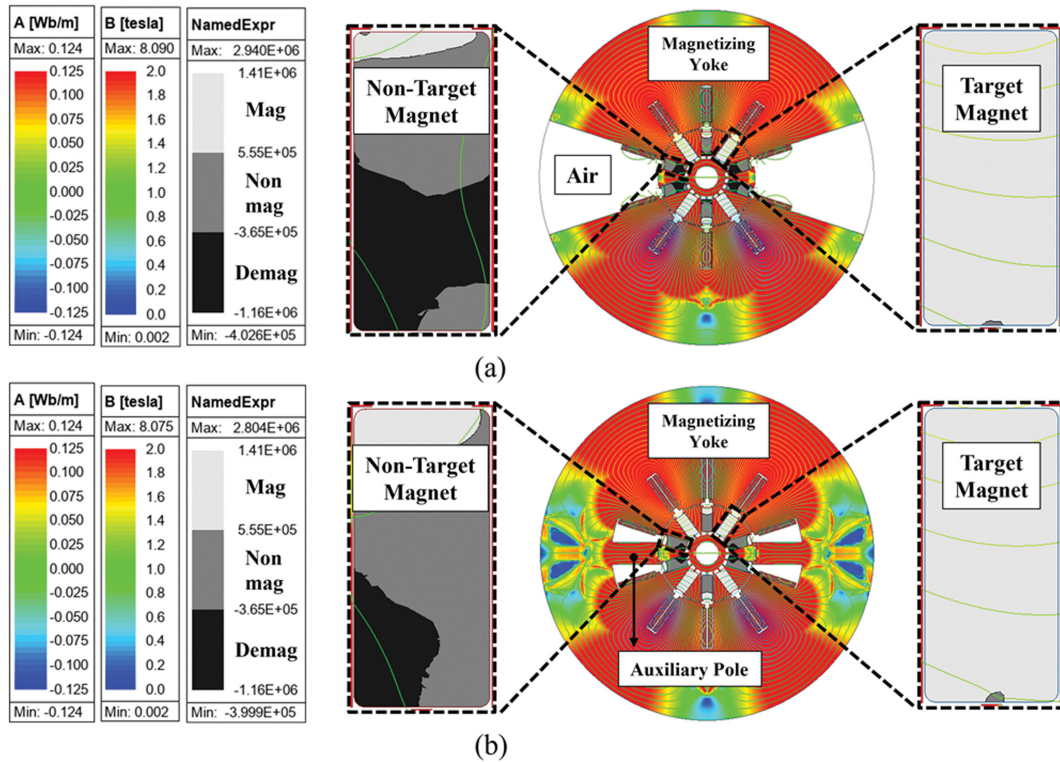 A [Wb/m]
Max: 0.124
0.125
0.100
0.075
0.050
0.025
0.000
-0.025
-0.050
-0.075
-0.100
-0.125
Min: -0.124
B [tesla]
Max: 8.090
2.0
1.8
1.6
1.4
1.2
1.0
0.8
0.6
0.4
0.2
0.0
Min: 0.002
NamedExpr
Max: 2.940E+06
1.41E+06
Mag
5.55E+05
Non
mag
-3.65E+05
Demag
-1.16E+06
Min: -4.026E+05
Non-Target
Magnet
Magnetizing
Yoke
Air
Target
Magnet
(a)
A [Wb/m]
Max: 0.124
0.125
0.100
0.075
0.050
0.025
0.000
-0.025
-0.050
-0.075
-0.100
-0.125
Min: -0.124
B [tesla]
Max: 8.075
2.0
1.8
1.6
1.4
1.2
1.0
0.8
0.6
0.4
0.2
0.0
Min: 0.002
NamedExpr
Max: 2.804E+06
1.41E+06
Mag
5.55E+05
Non
mag
-3.65E+05
Demag
-1.16E+06
Min: -3.999E+05
Non-Target
Magnet
Magnetizing
Yoke
Auxiliary Pole
Target
Magnet
(b)